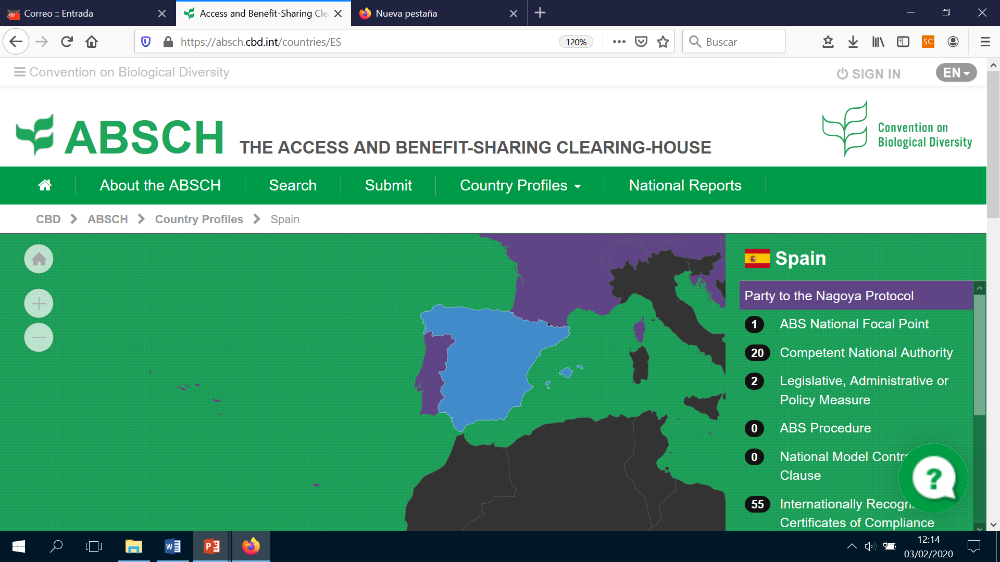 126
Correo :: Entrada
Access and Benefit-Sharing Cle
Nueva pestaña
https://absch.cbd.int/countries/ES
120%
Buscar
SC
Convention on Biological Diversity
SIGN IN
EN
ABSCH THE ACCESS AND BENEFIT-SHARING CLEARING-HOUSE
Convention on
Biological Diversity
About the ABSCH
Search
Submit
Country Profiles
National Reports
CBD > ABSCH > Country Profiles > Spain
Spain
Party to the Nagoya Protocol
1 ABS National Focal Point
20 Competent National Authority
2 Legislative, Administrative or
Policy Measure
0 ABS Procedure
0 National Model Contr
Clause
?
55 Internationally Recogn
Certificates of Compliance
W
P
12:14
03/02/2020